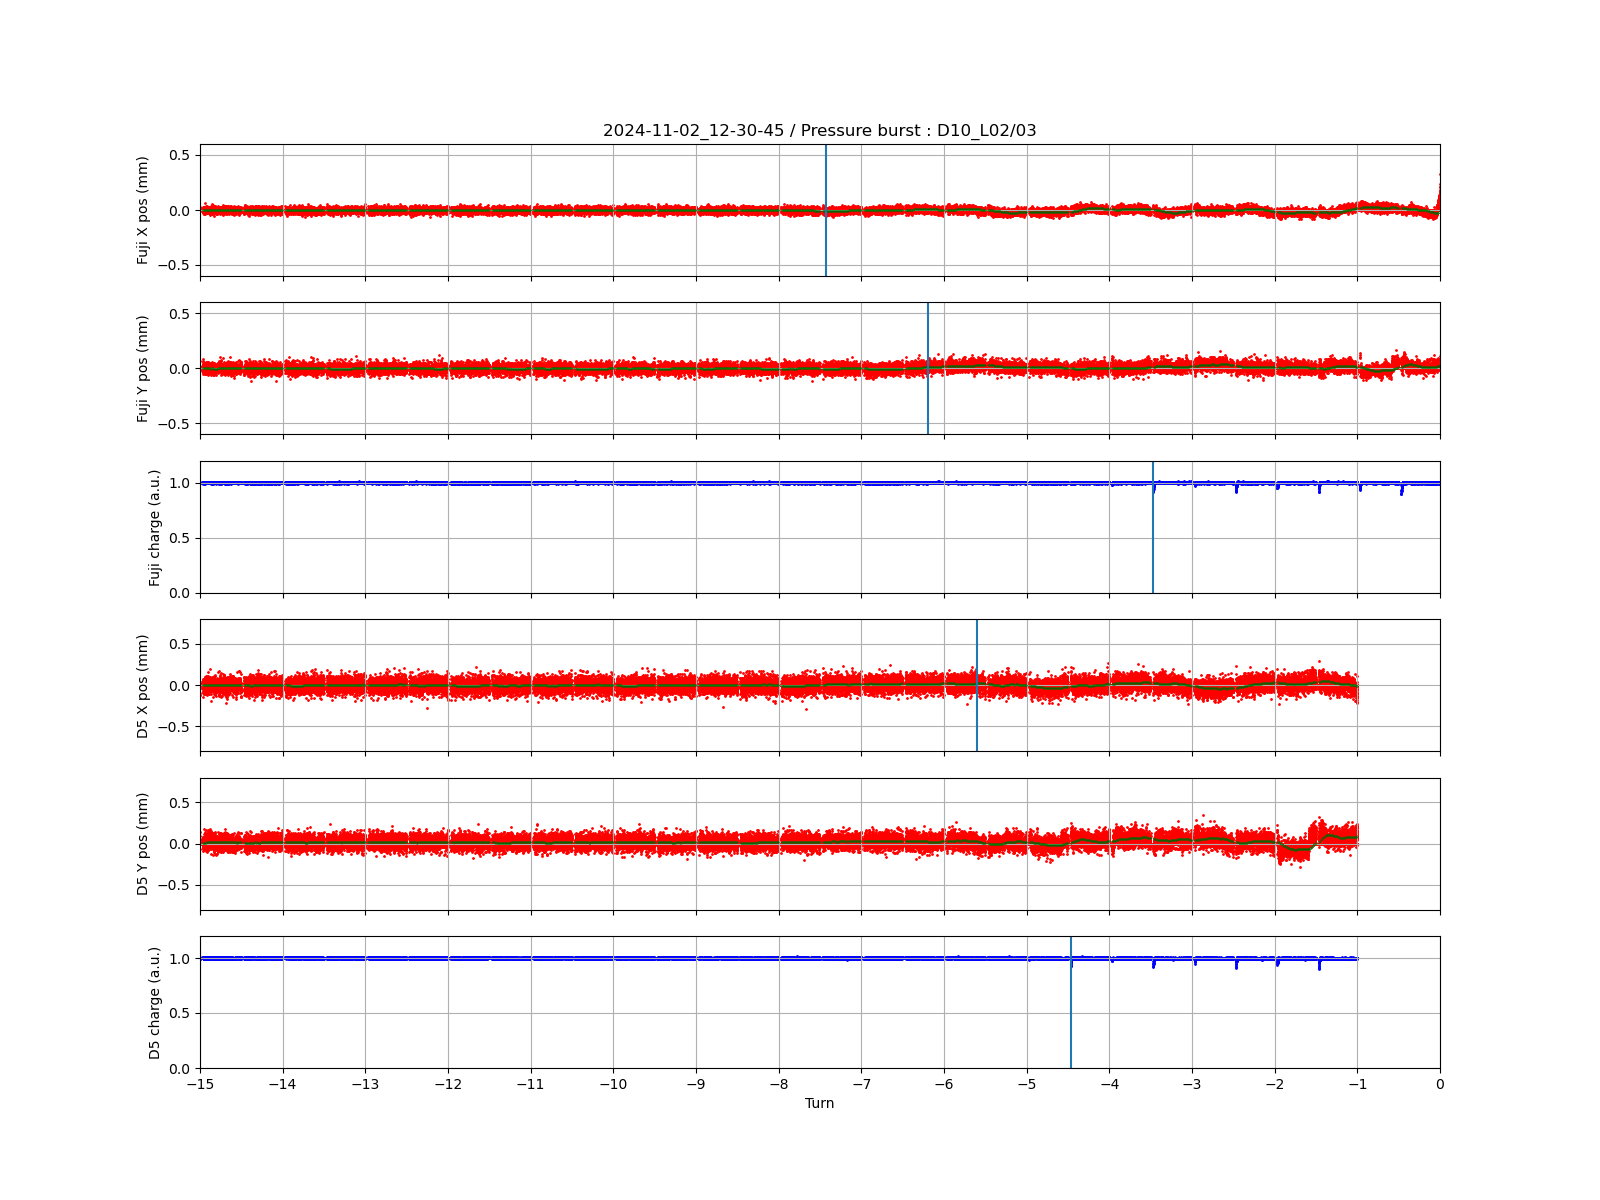 2024-11-02_12-30-45 / Pressure burst : D10_L02/03
Fuji X pos (mm)
0.5
0.0
−0.5
Fuji Y pos (mm)
0.5
0.0
−0.5
Fuji charge (a.u.)
1.0
0.5
0.0
D5 X pos (mm)
0.5
0.0
−0.5
D5 Y pos (mm)
0.5
0.0
−0.5
D5 charge (a.u.)
1.0
0.5
0.0
−15 −14 −13 −12 −11 −10 −9 −8 −7 −6 −5 −4 −3 −2 −1 0
Turn